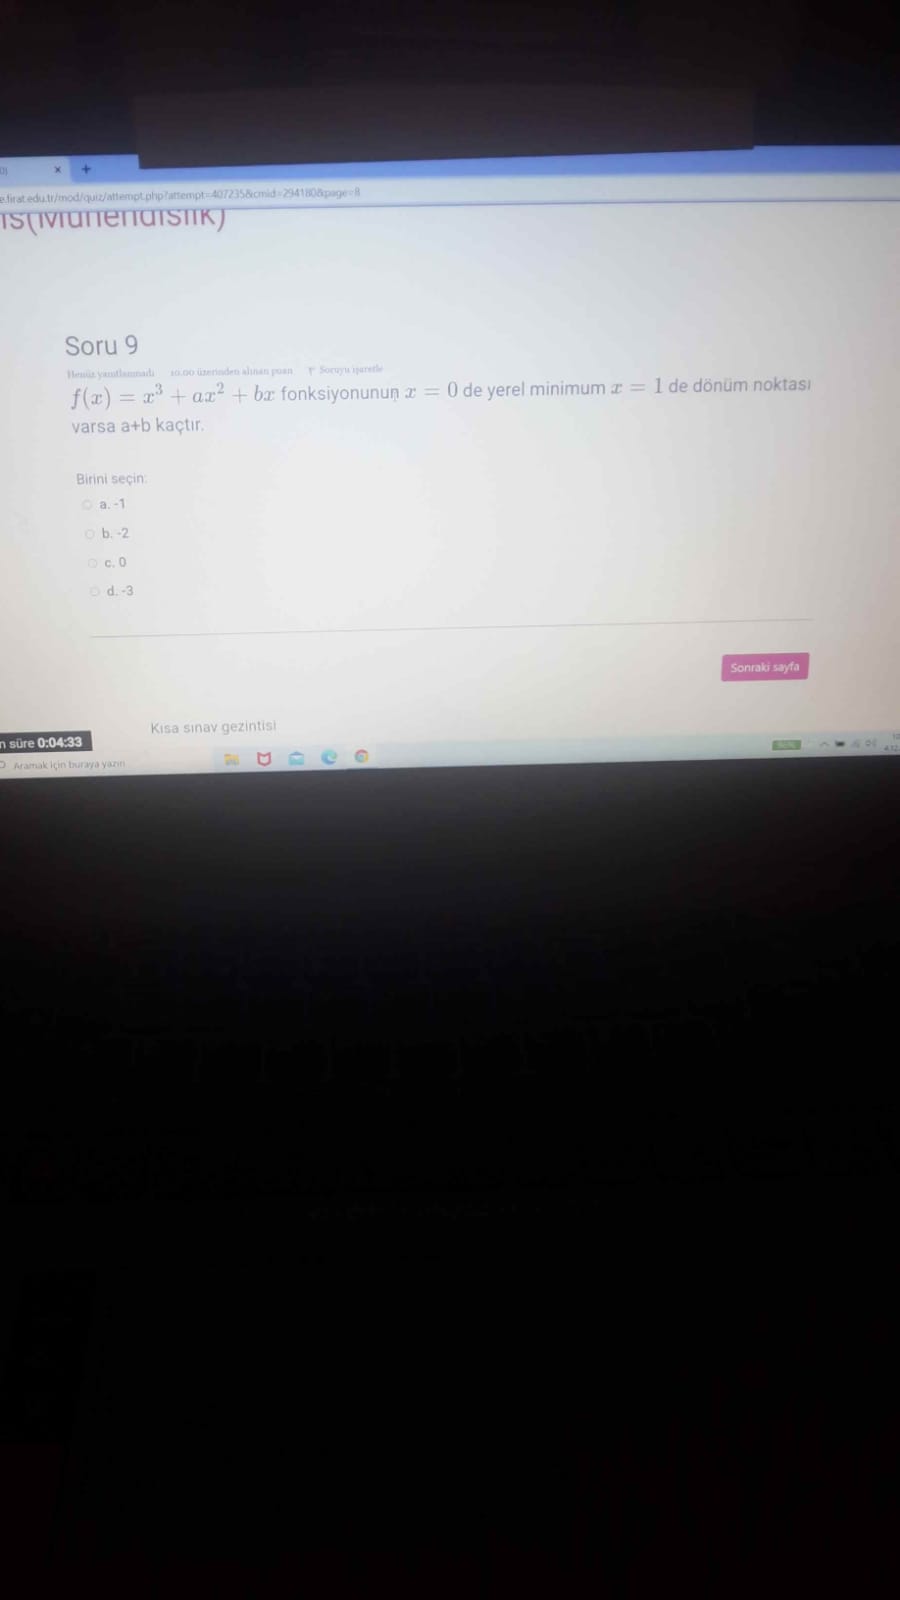 +
e.firat.edu.tr/mod/quiz/attempt.php?attempt=407235&cmid=294180&page=8
is(Mühendislik)
Soru 9
Henüz yanıtlanmadı 10,00 üzerinden alınan puan Soruyu işaretle
f(x) = x³ + ax² + bx fonksiyonunun x = 0 de yerel minimum x = 1 de dönüm noktası
varsa a+b kaçtır.
Birini seçin:
a. -1
b. -2
c. 0
d. -3
Sonraki sayfa
Kısa sınav gezintisi
n süre 0:04:33
Aramak için buraya yazın